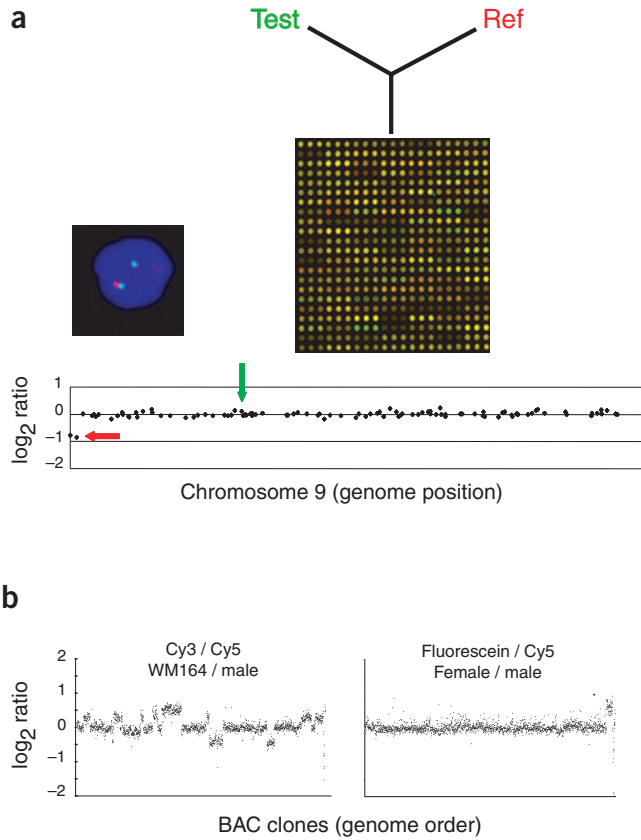 a
Test
Ref
log2 ratio
1
0
−1
−2
Chromosome 9 (genome position)
b
Cy3 / Cy5
WM164 / male
Fluorescein / Cy5
Female / male
log2 ratio
2
1
0
-1
-2
BAC clones (genome order)